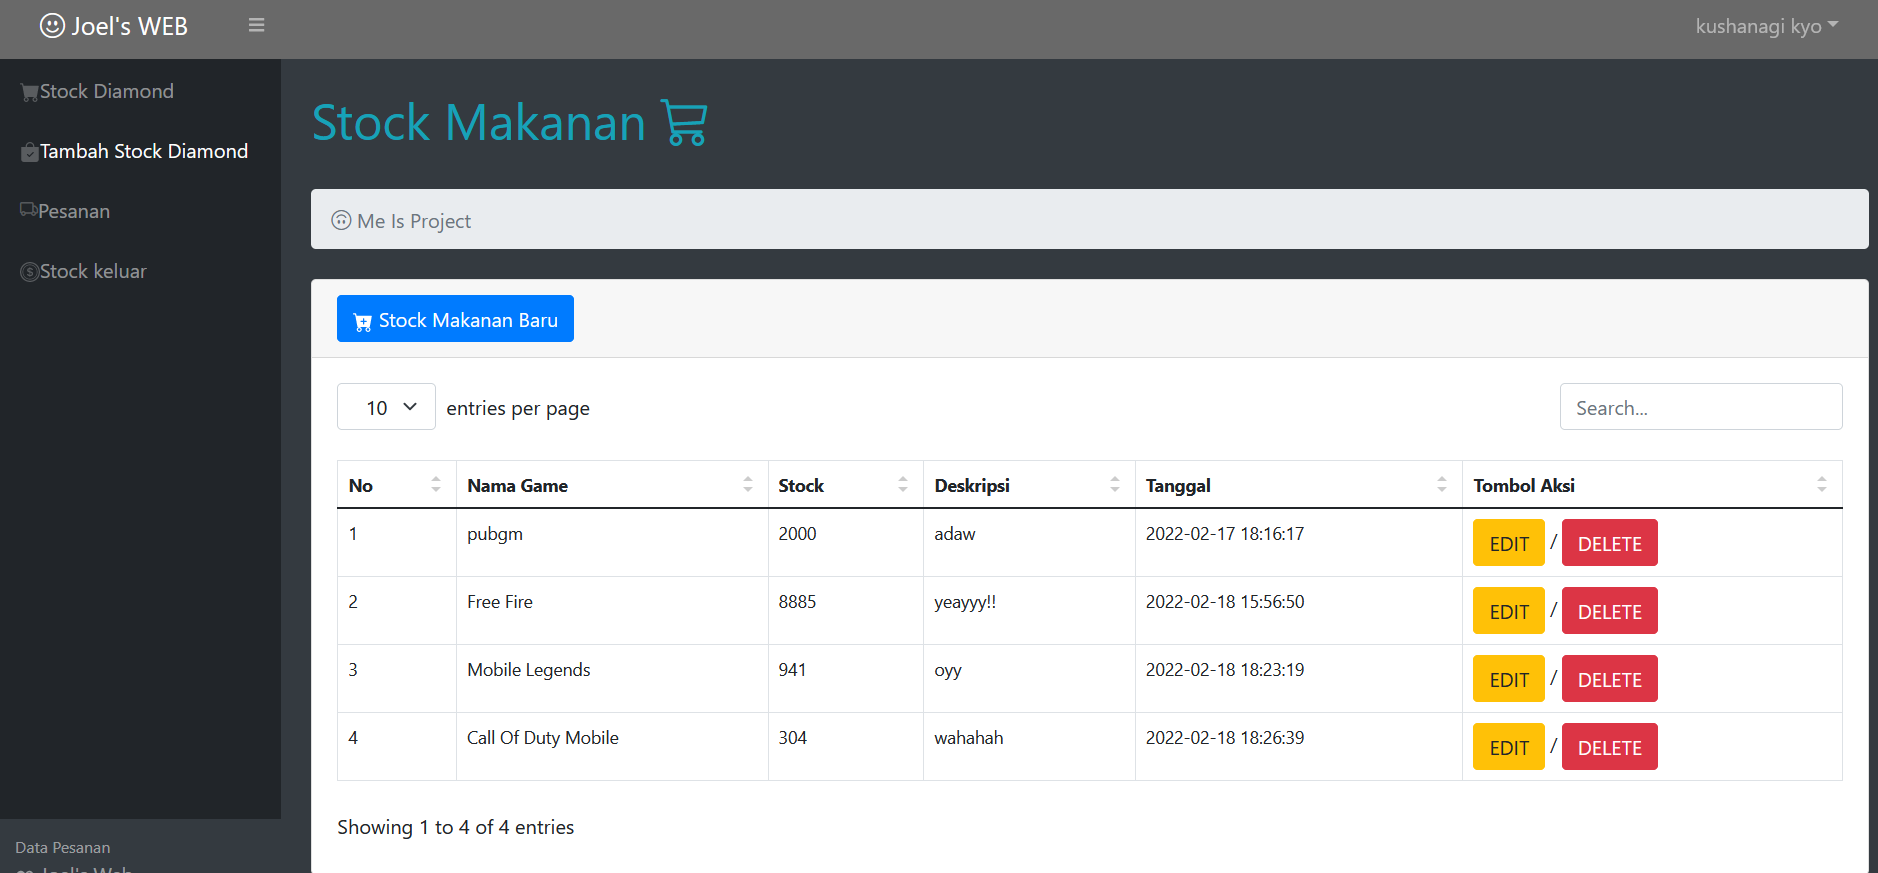 Joel's WEB
kushanagi kyo
Stock Diamond
Tambah Stock Diamond
Pesanan
Stock keluar
Data Pesanan
Joel's Web
Stock Makanan
Me Is Project
Stock Makanan Baru
10 entries per page
Search...
No Nama Game Stock Deskripsi Tanggal Tombol Aksi
1 pubgm 2000 adaw 2022-02-17 18:16:17 EDIT / DELETE
2 Free Fire 8885 yeayyy!! 2022-02-18 15:56:50 EDIT / DELETE
3 Mobile Legends 941 oyy 2022-02-18 18:23:19 EDIT / DELETE
4 Call Of Duty Mobile 304 wahahah 2022-02-18 18:26:39 EDIT / DELETE
Showing 1 to 4 of 4 entries